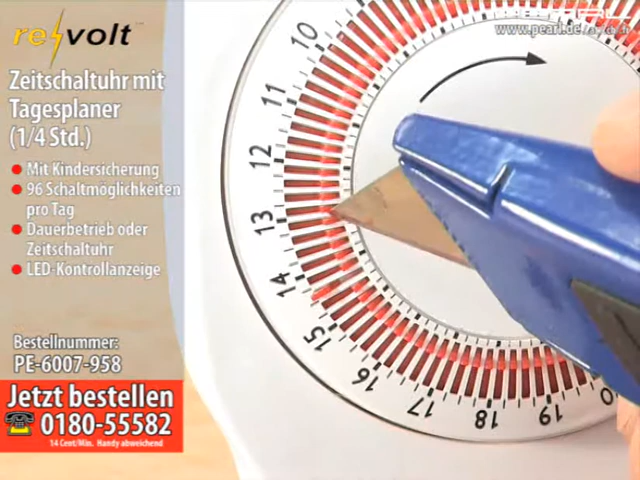 re volt
www.pearl.de
Zeitschaltuhr mit
Tagesplaner
(1/4 Std.)
Mit Kindersicherung
96 Schaltmöglichkeiten
pro Tag
Dauerbetrieb oder
Zeitschaltuhr
LED-Kontrollanzeige
Bestellnummer:
PE-6007-958
Jetzt bestellen
0180-55582
14 Cent/Min. Handy abweichend
10
11
12
13
14
15
16
17
18
19